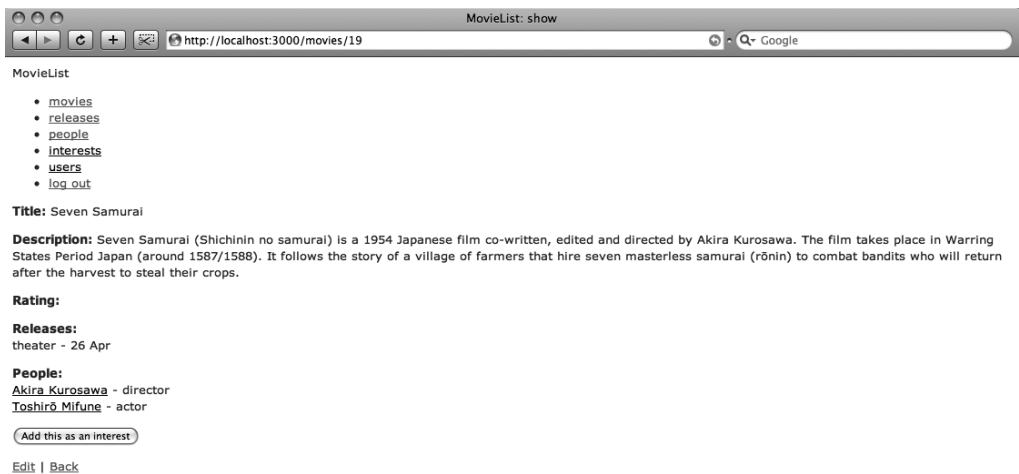 MovieList: show
http://localhost:3000/movies/19
Google
MovieList
movies
releases
people
interests
users
log out
Title: Seven Samurai
Description: Seven Samurai (Shichinin no samurai) is a 1954 Japanese film co-written, edited and directed by Akira Kurosawa. The film takes place in Warring
States Period Japan (around 1587/1588). It follows the story of a village of farmers that hire seven masterless samurai (rōnin) to combat bandits who will return
after the harvest to steal their crops.
Rating:
Releases:
theater - 26 Apr
People:
Akira Kurosawa - director
Toshirō Mifune - actor
Add this as an interest
Edit | Back